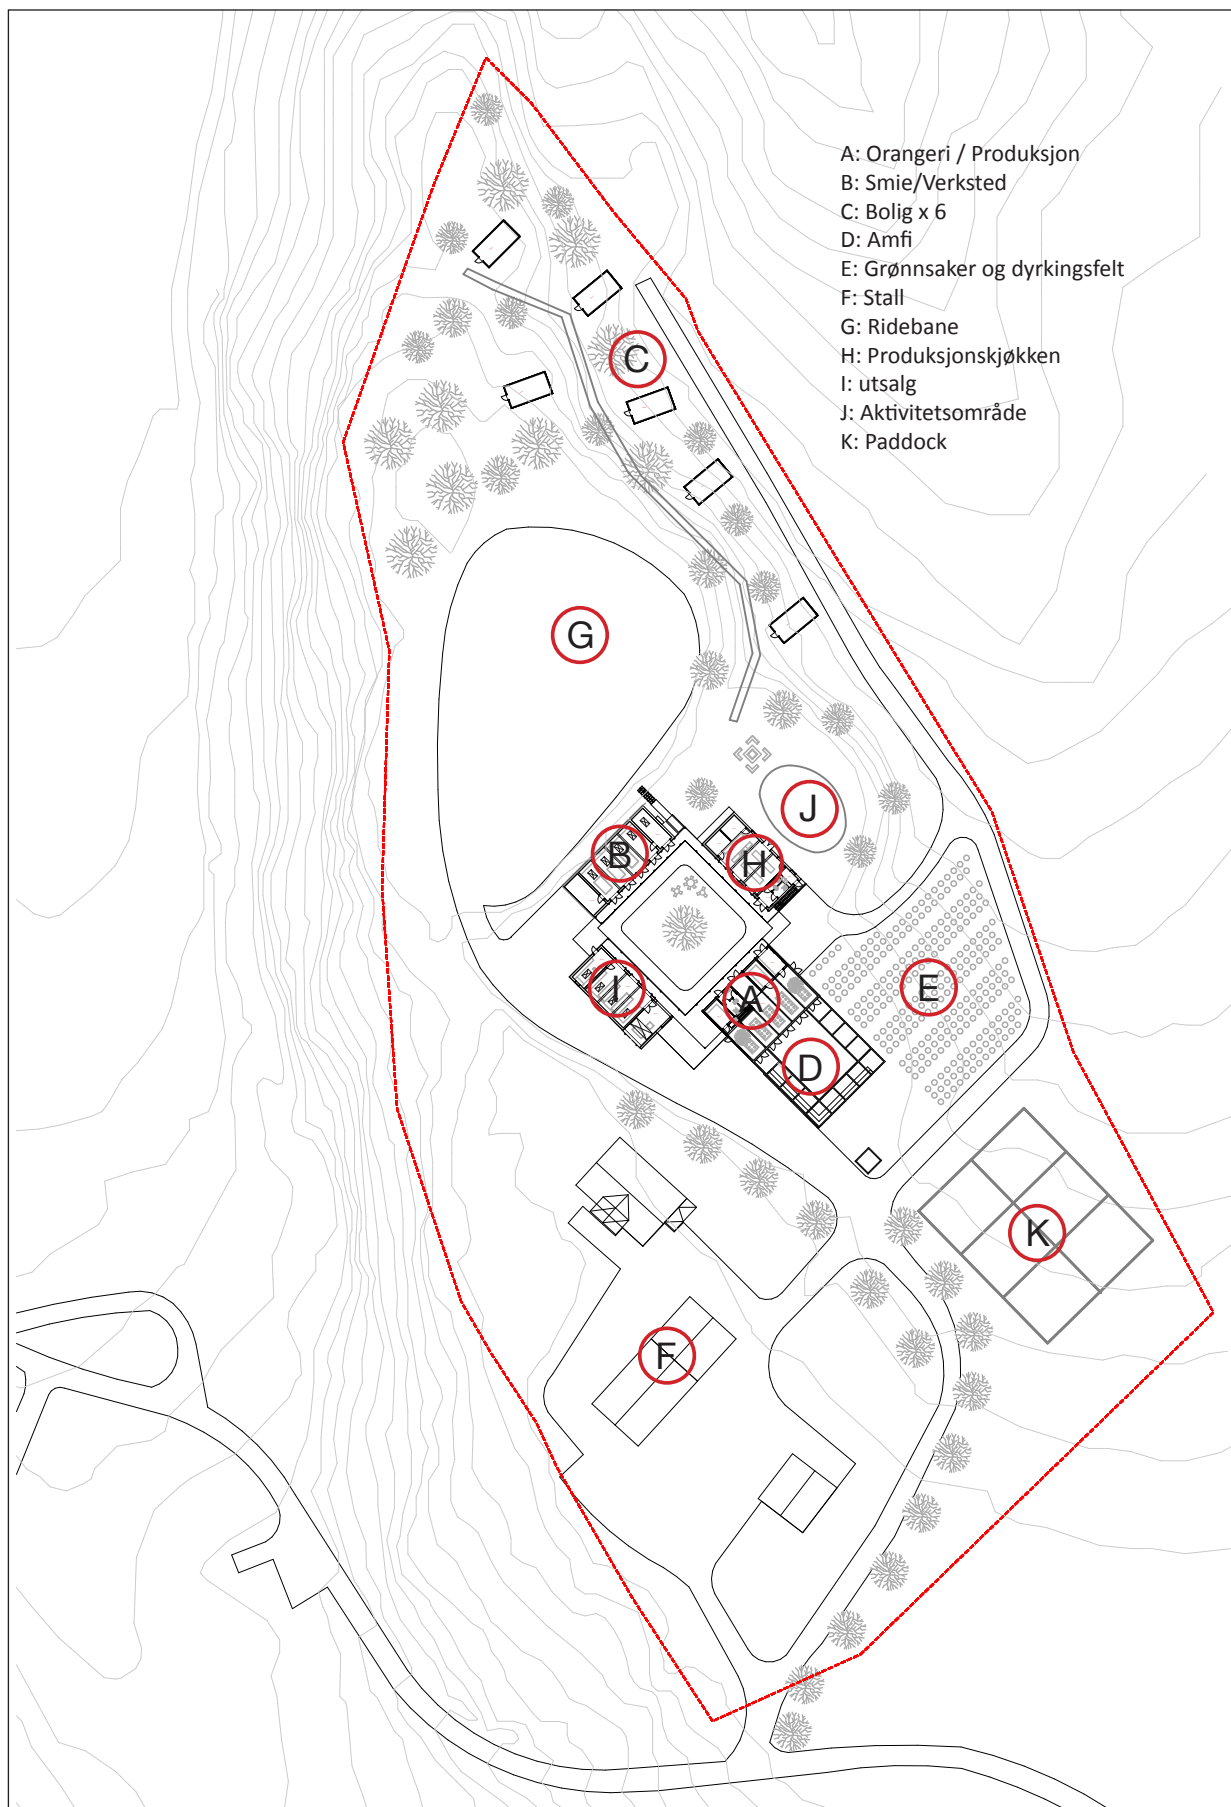 A: Orangeri / Produksjon
B: Smie/Verksted
C: Bolig x 6
D: Amfi
E: Grønnsaker og dyrkingsfelt
F: Stall
G: Ridebane
H: Produksjonskjøkken
I: utsalg
J: Aktivitetsområde
K: Paddock
C
G
J
B
H
E
I
A
D
K
F